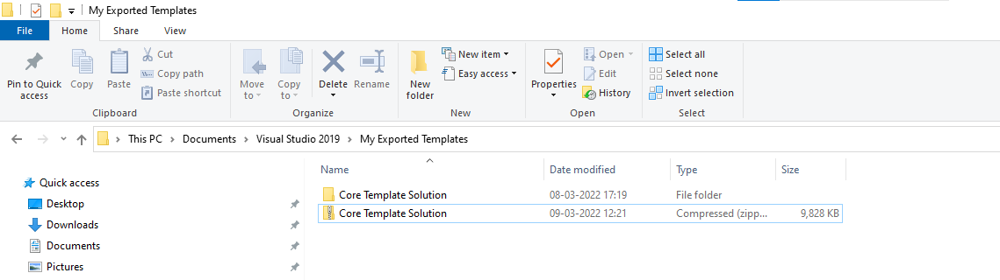 My Exported Templates
File Home Share View
Pin to Quick access
Copy
Paste
Cut
Copy path
Paste shortcut
Clipboard
Move to
Copy to
Delete
Rename
Organize
New folder
New item
Easy access
New
Properties
Open
Edit
History
Open
Select all
Select none
Invert selection
Select
This PC Documents Visual Studio 2019 My Exported Templates
Name Date modified Type Size
Quick access
Desktop
Downloads
Documents
Pictures
Core Template Solution 08-03-2022 17:19 File folder
Core Template Solution 09-03-2022 12:21 Compressed (zipp... 9,828 KB